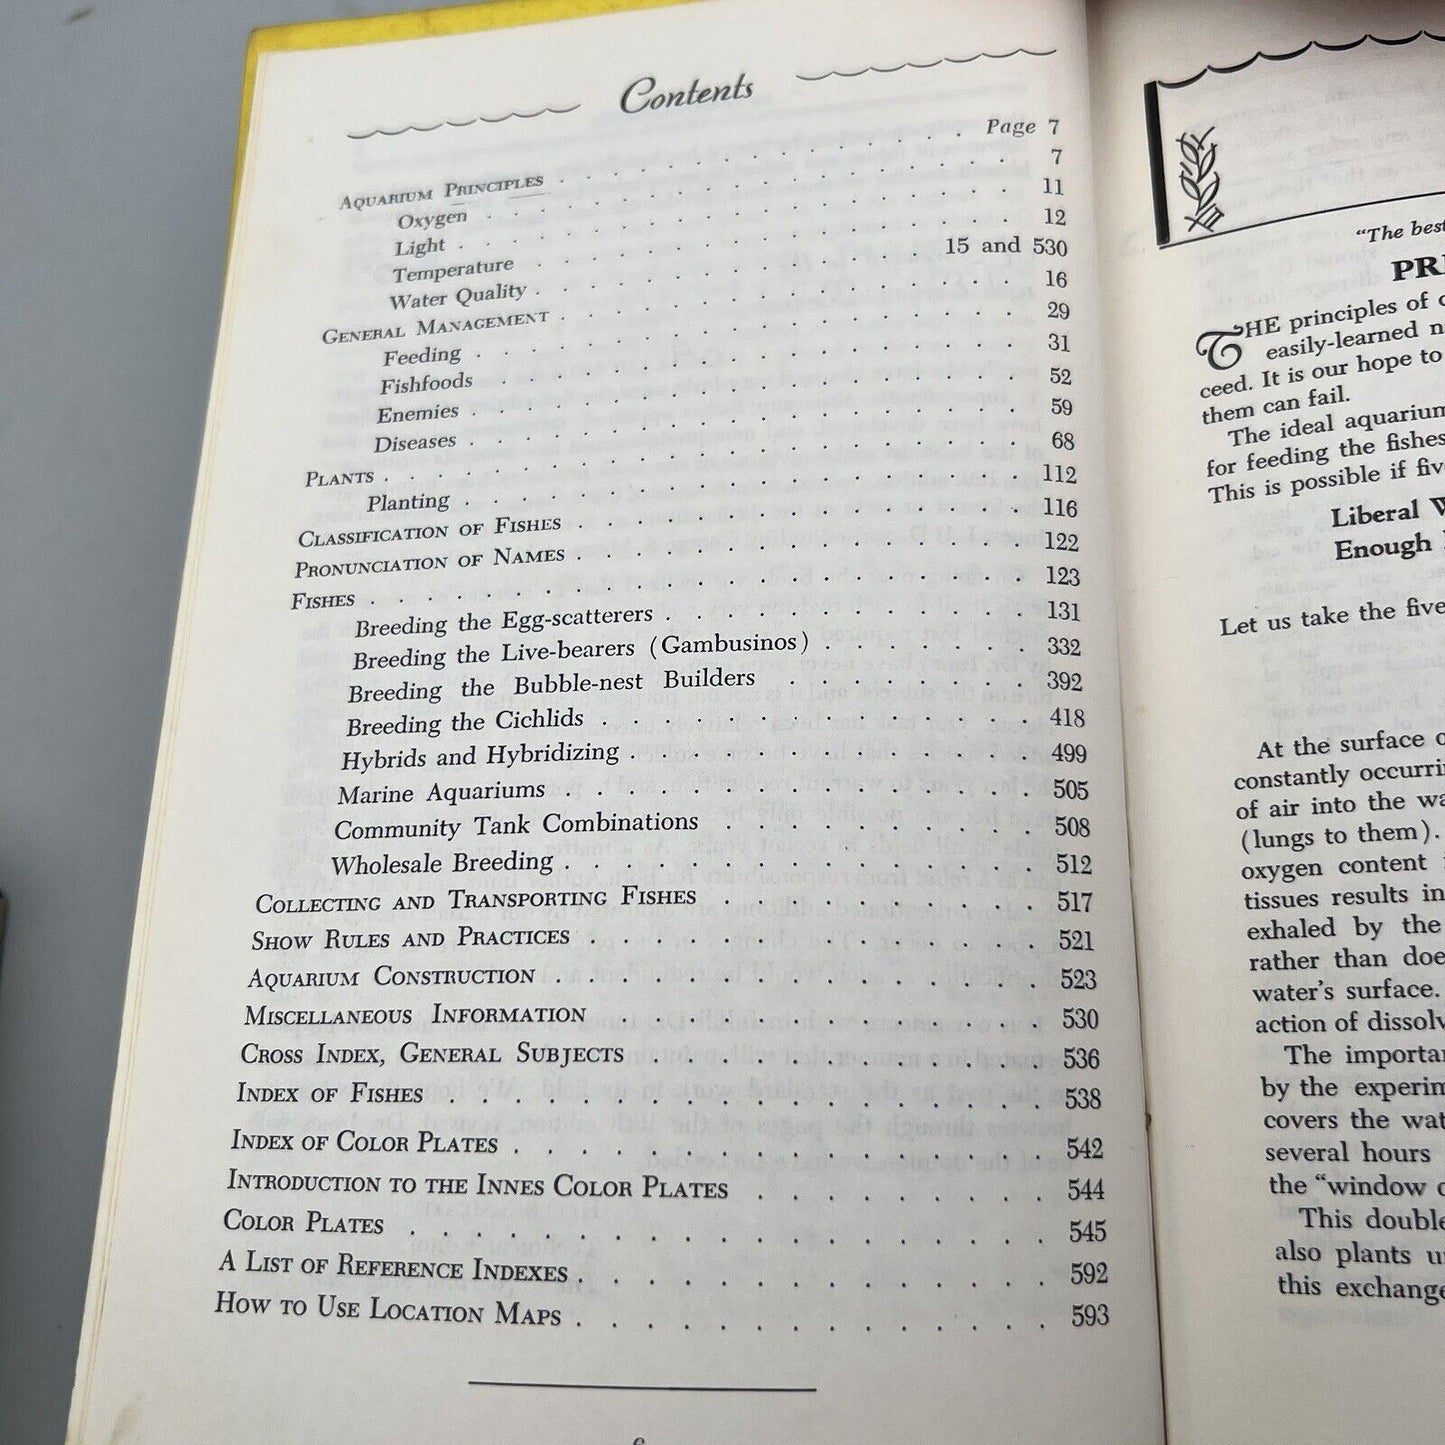 Contents
AQUARIUM PRINCIPLES . . . . . . . . . . . . . . Page 7
Oxygen . . . . . . . . . . . . . . . . . . 7
Light . . . . . . . . . . . . . . . . . . . 11
Temperature . . . . . . . . . . . . . . . . 12
Water Quality . . . . . . . . . . . . . 15 and 530
GENERAL MANAGEMENT . . . . . . . . . . . . . . . 16
Feeding . . . . . . . . . . . . . . . . . . 29
Fishfoods . . . . . . . . . . . . . . . . . 31
Enemies . . . . . . . . . . . . . . . . . . 52
Diseases . . . . . . . . . . . . . . . . . 59
PLANTS . . . . . . . . . . . . . . . . . . . . 68
Planting . . . . . . . . . . . . . . . . . 112
CLASSIFICATION OF FISHES . . . . . . . . . . . . 116
PRONUNCIATION OF NAMES . . . . . . . . . . . . . 122
FISHES . . . . . . . . . . . . . . . . . . . . 123
Breeding the Egg-scatterers . . . . . . . . . . 131
Breeding the Live-bearers (Gambusinos) . . . . . . 332
Breeding the Bubble-nest Builders . . . . . . . . 392
Breeding the Cichlids . . . . . . . . . . . . 418
Hybrids and Hybridizing . . . . . . . . . . . 499
Marine Aquariums . . . . . . . . . . . . . . 505
Community Tank Combinations . . . . . . . . . 508
Wholesale Breeding . . . . . . . . . . . . . 512
COLLECTING AND TRANSPORTING FISHES . . . . . . . . 517
SHOW RULES AND PRACTICES . . . . . . . . . . . . 521
AQUARIUM CONSTRUCTION . . . . . . . . . . . . . 523
MISCELLANEOUS INFORMATION . . . . . . . . . . . 530
CROSS INDEX, GENERAL SUBJECTS . . . . . . . . . . 536
INDEX OF FISHES . . . . . . . . . . . . . . . . 538
INDEX OF COLOR PLATES . . . . . . . . . . . . . 542
INTRODUCTION TO THE INNES COLOR PLATES . . . . . . 544
COLOR PLATES . . . . . . . . . . . . . . . . . 545
A LIST OF REFERENCE INDEXES . . . . . . . . . . . 592
HOW TO USE LOCATION MAPS . . . . . . . . . . . . 593
"The best
PRI
THE principles of
easily-learned
ceed. It is our hope to
them can fail.
The ideal aquarium
for feeding the fishes
This is possible if five
Liberal W
Enough
Let us take the five
At the surface
constantly occurri
of air into the wa
(lungs to them).
oxygen content
tissues results in
exhaled by the
rather than doe
water's surface.
action of dissolv
The importan
by the experim
covers the wat
several hours
the "window
This double
also plants u
this exchange